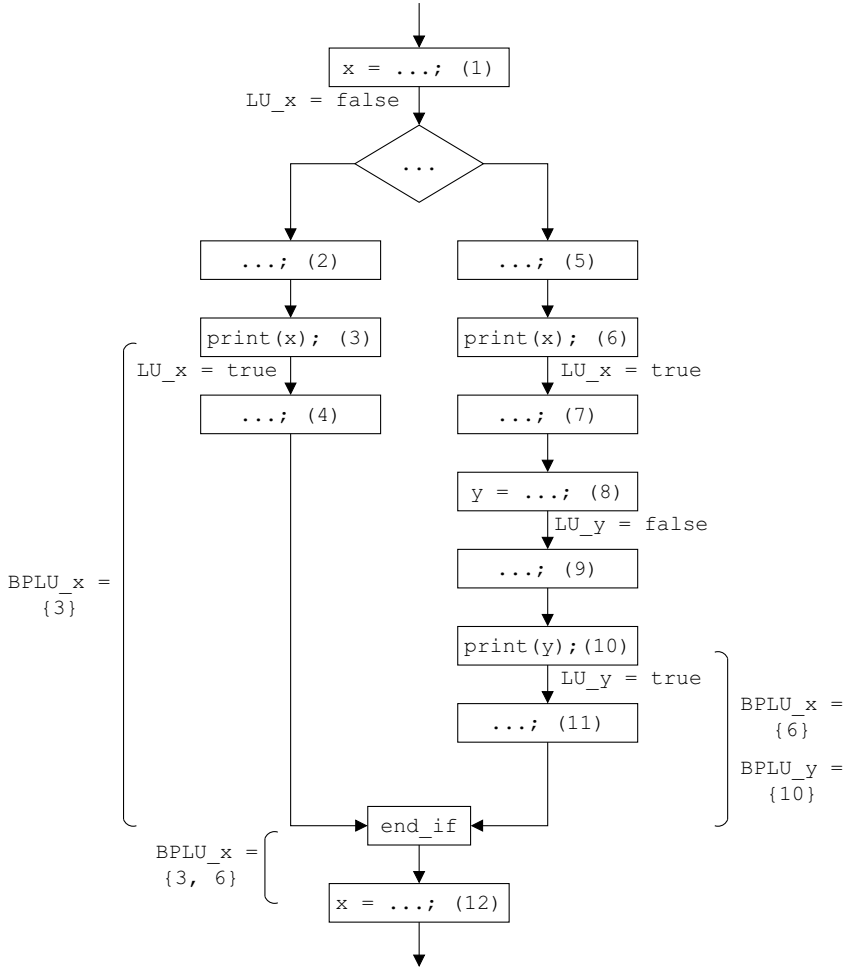 x = ...; (1)
LU_x = false
...
...; (2)
...; (5)
print(x); (3)
print(x); (6)
LU_x = true
LU_x = true
...; (4)
...; (7)
y = ...; (8)
LU_y = false
...; (9)
BPLU_x =
{3}
print(y);(10)
LU_y = true
...; (11)
BPLU_x =
{6}
BPLU_y =
{10}
end_if
BPLU_x =
{3, 6}
x = ...; (12)